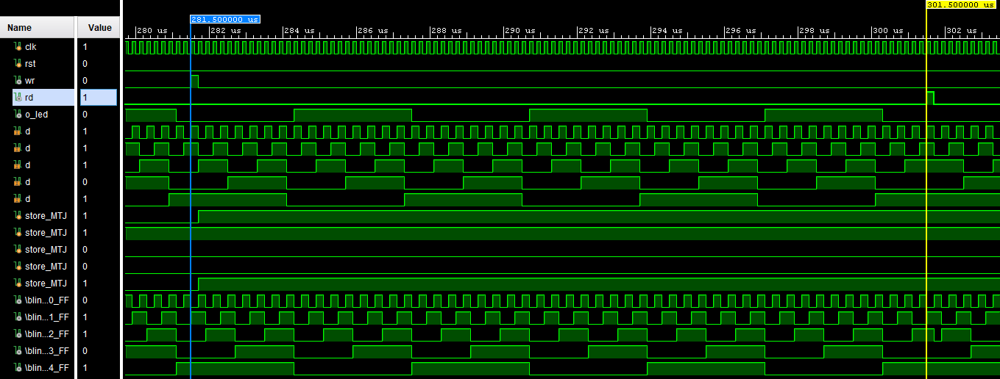 301.500000 us
281.500000 us
Name Value
280 us 282 us 284 us 286 us 288 us 290 us 292 us 294 us 296 us 298 us 300 us 302 us
clk 1
rst 0
wr 0
rd 1
o_led 0
d 1
d 1
d 1
d 0
d 1
store_MTJ 1
store_MTJ 1
store_MTJ 0
store_MTJ 0
store_MTJ 1
\blin...0_FF 0
\blin...1_FF 1
\blin...2_FF 1
\blin...3_FF 0
\blin...4_FF 1